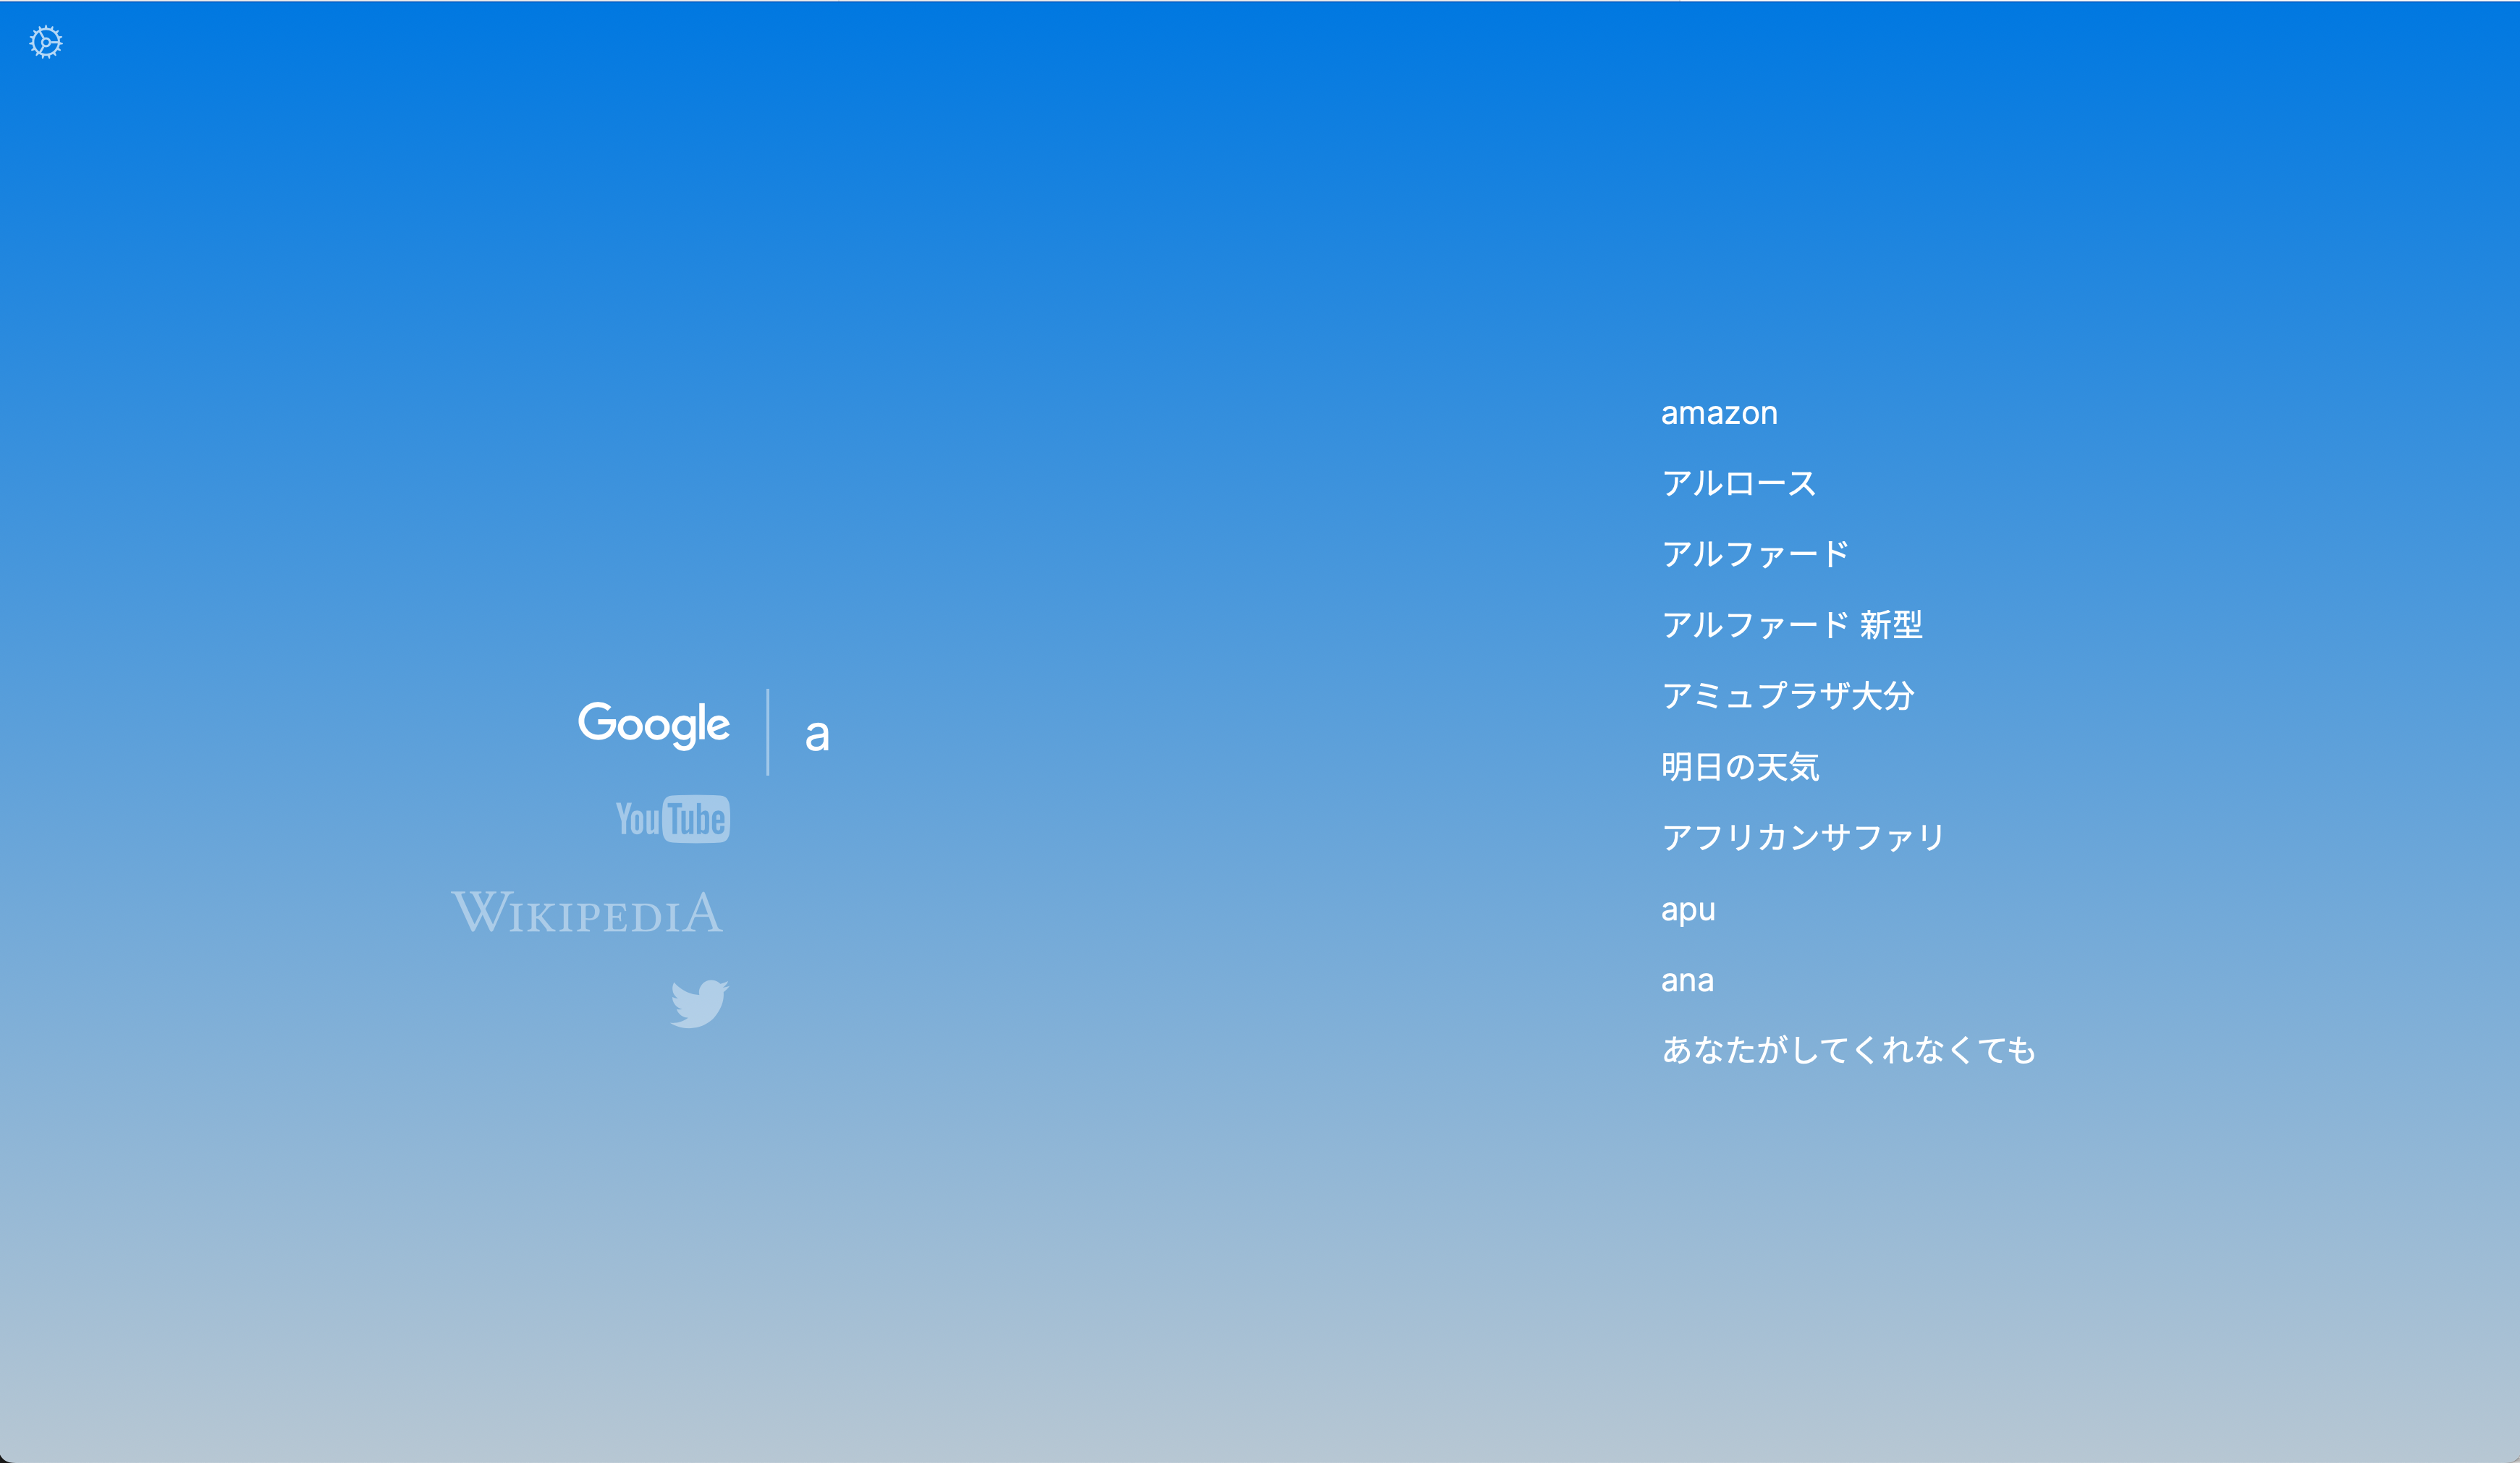 Google
a
YouTube
WIKIPEDIA
amazon
アルロース
アルファード
アルファード 新型
アミュプラザ大分
明日の天気
アフリカンサファリ
apu
ana
あなたがしてくれなくても